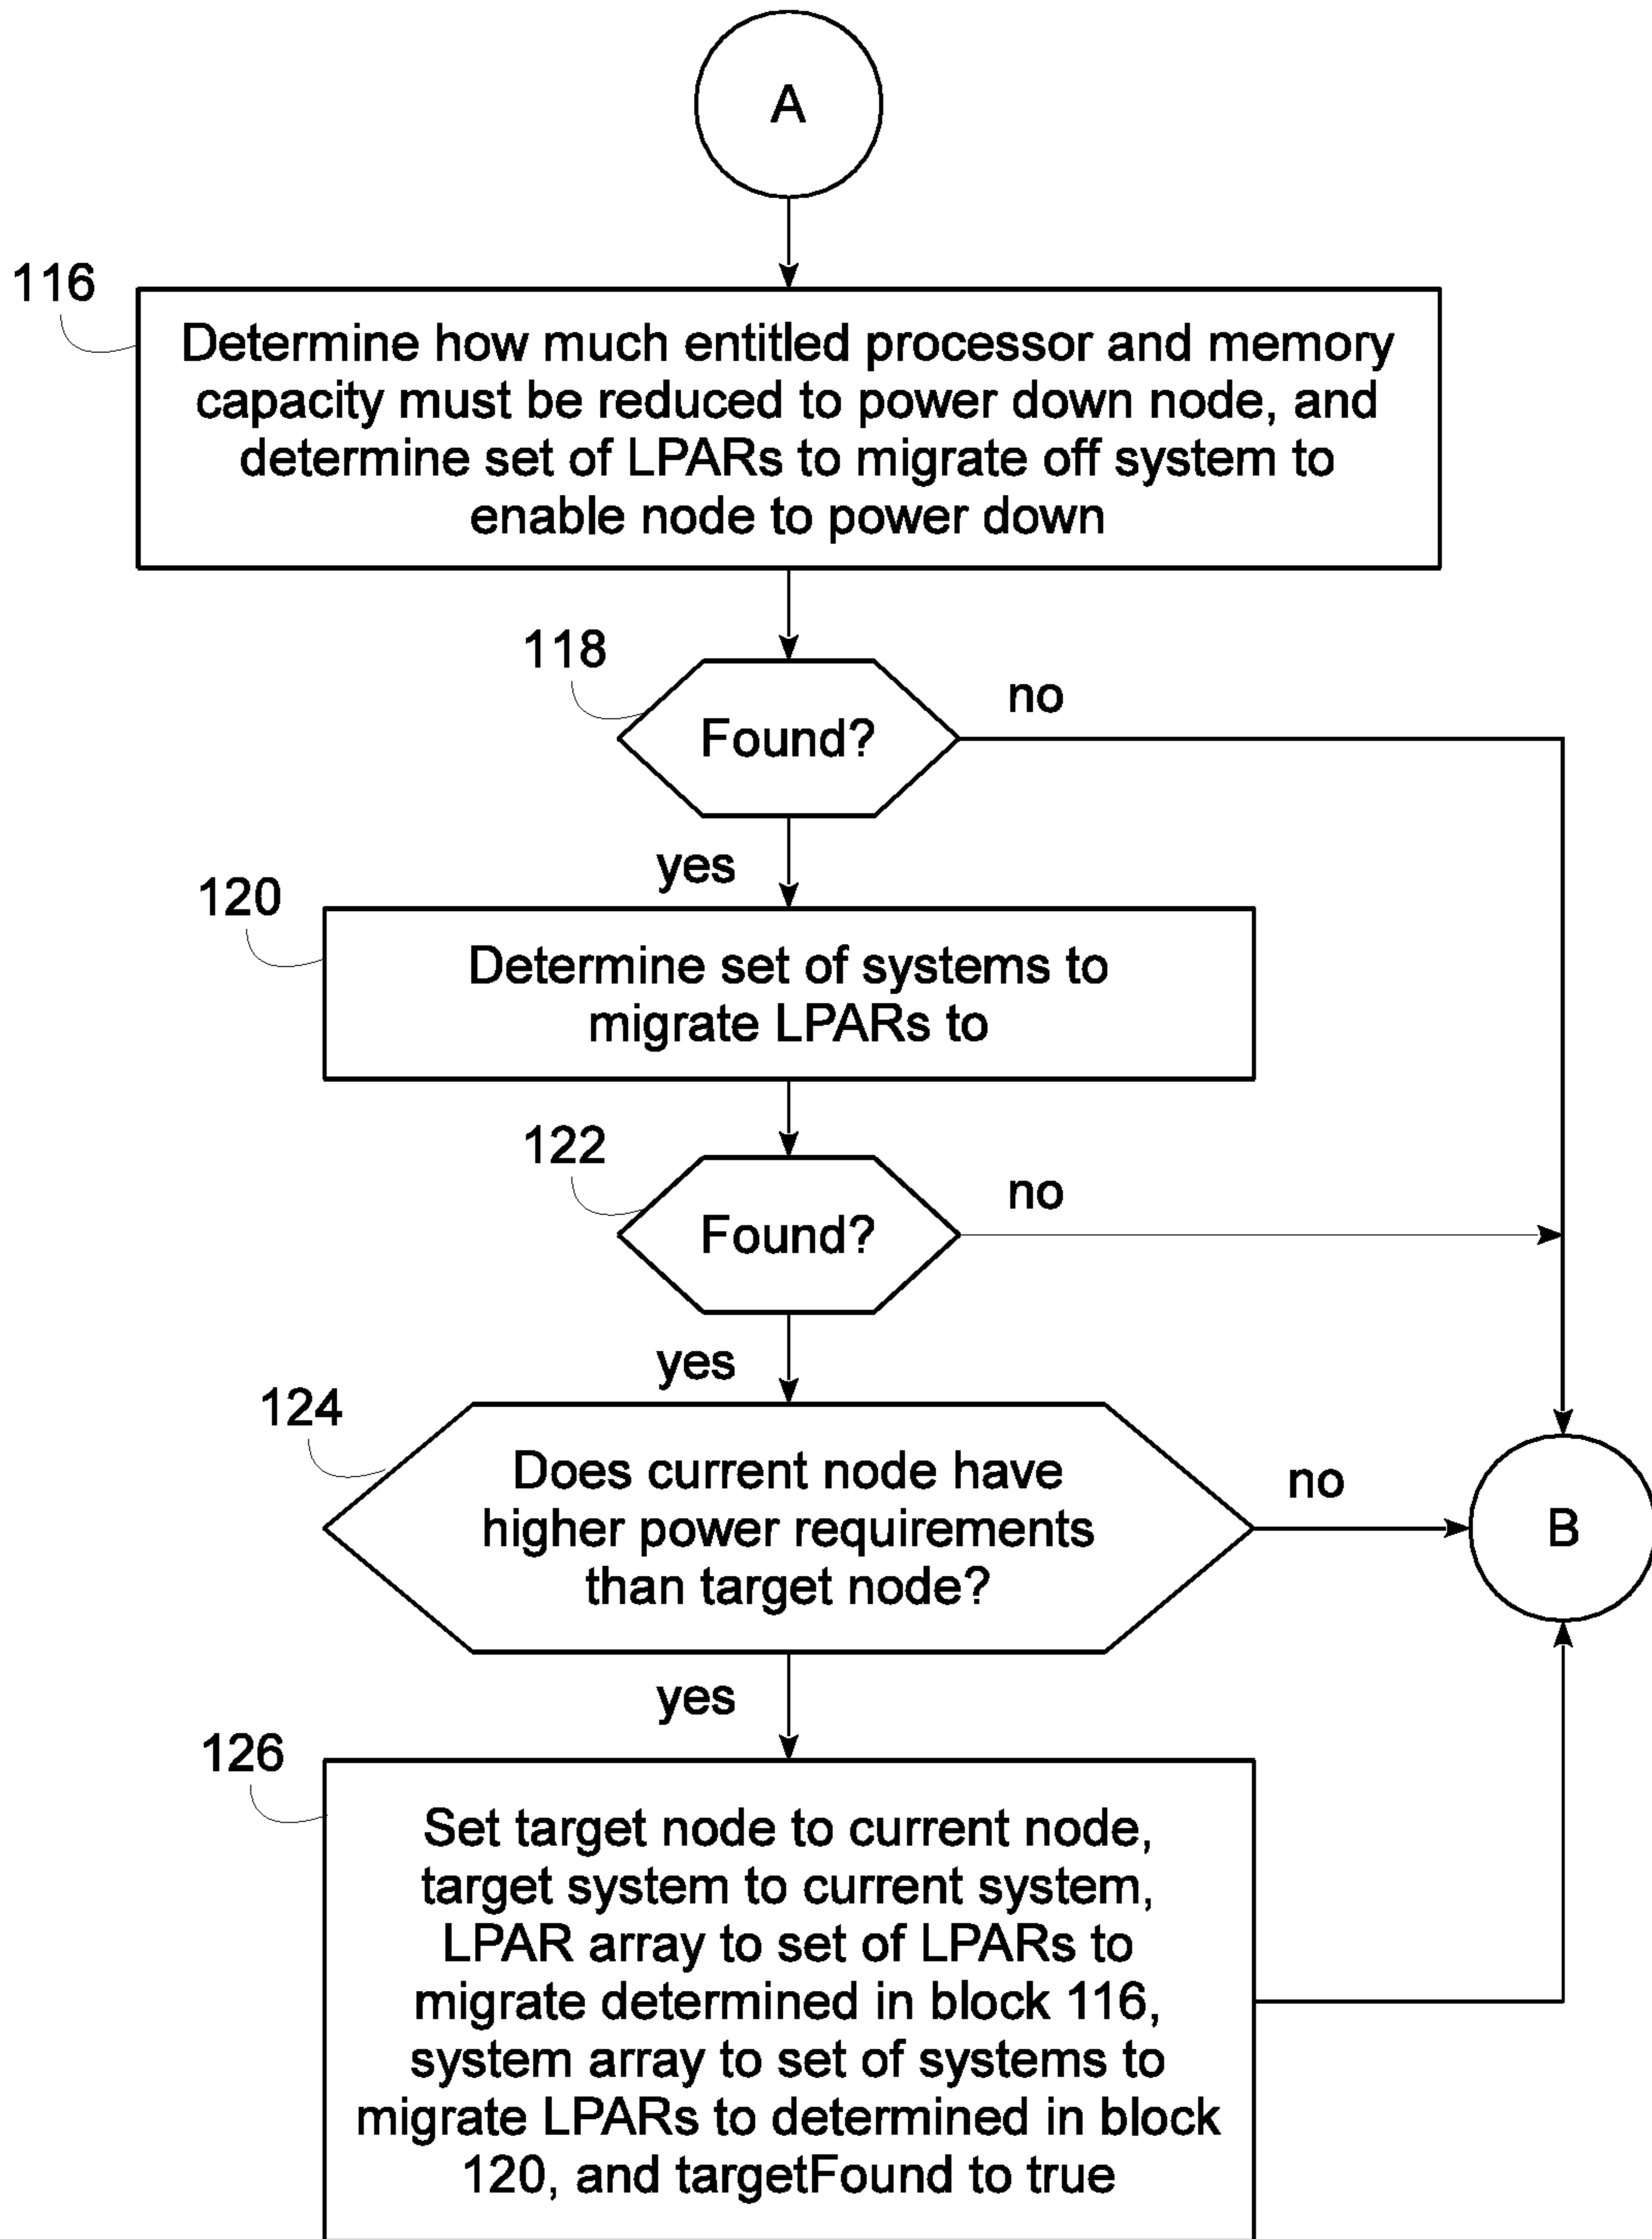 A
116
Determine how much entitled processor and memory
capacity must be reduced to power down node, and
determine set of LPARs to migrate off system to
enable node to power down
118
Found?
no
yes
120
Determine set of systems to
migrate LPARs to
122
Found?
no
yes
124
Does current node have
higher power requirements
than target node?
no
B
yes
126
Set target node to current node,
target system to current system,
LPAR array to set of LPARs to
migrate determined in block 116,
system array to set of systems to
migrate LPARs to determined in block
120, and targetFound to true